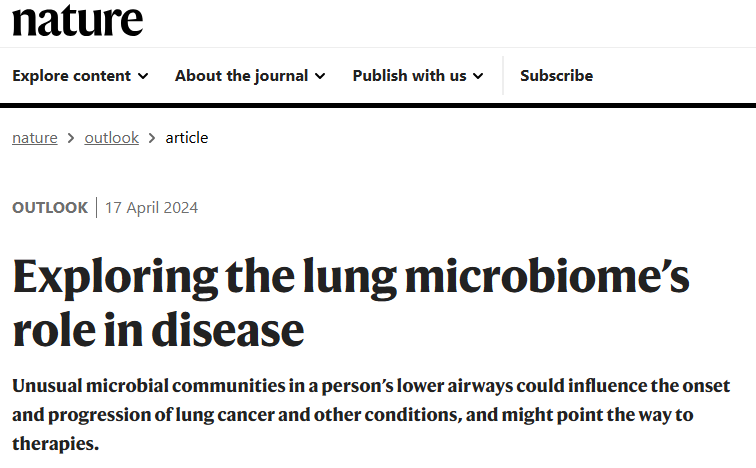 nature
Explore content About the journal Publish with us Subscribe
nature > outlook > article
OUTLOOK | 17 April 2024
Exploring the lung microbiome’s
role in disease
Unusual microbial communities in a person’s lower airways could influence the onset
and progression of lung cancer and other conditions, and might point the way to
therapies.